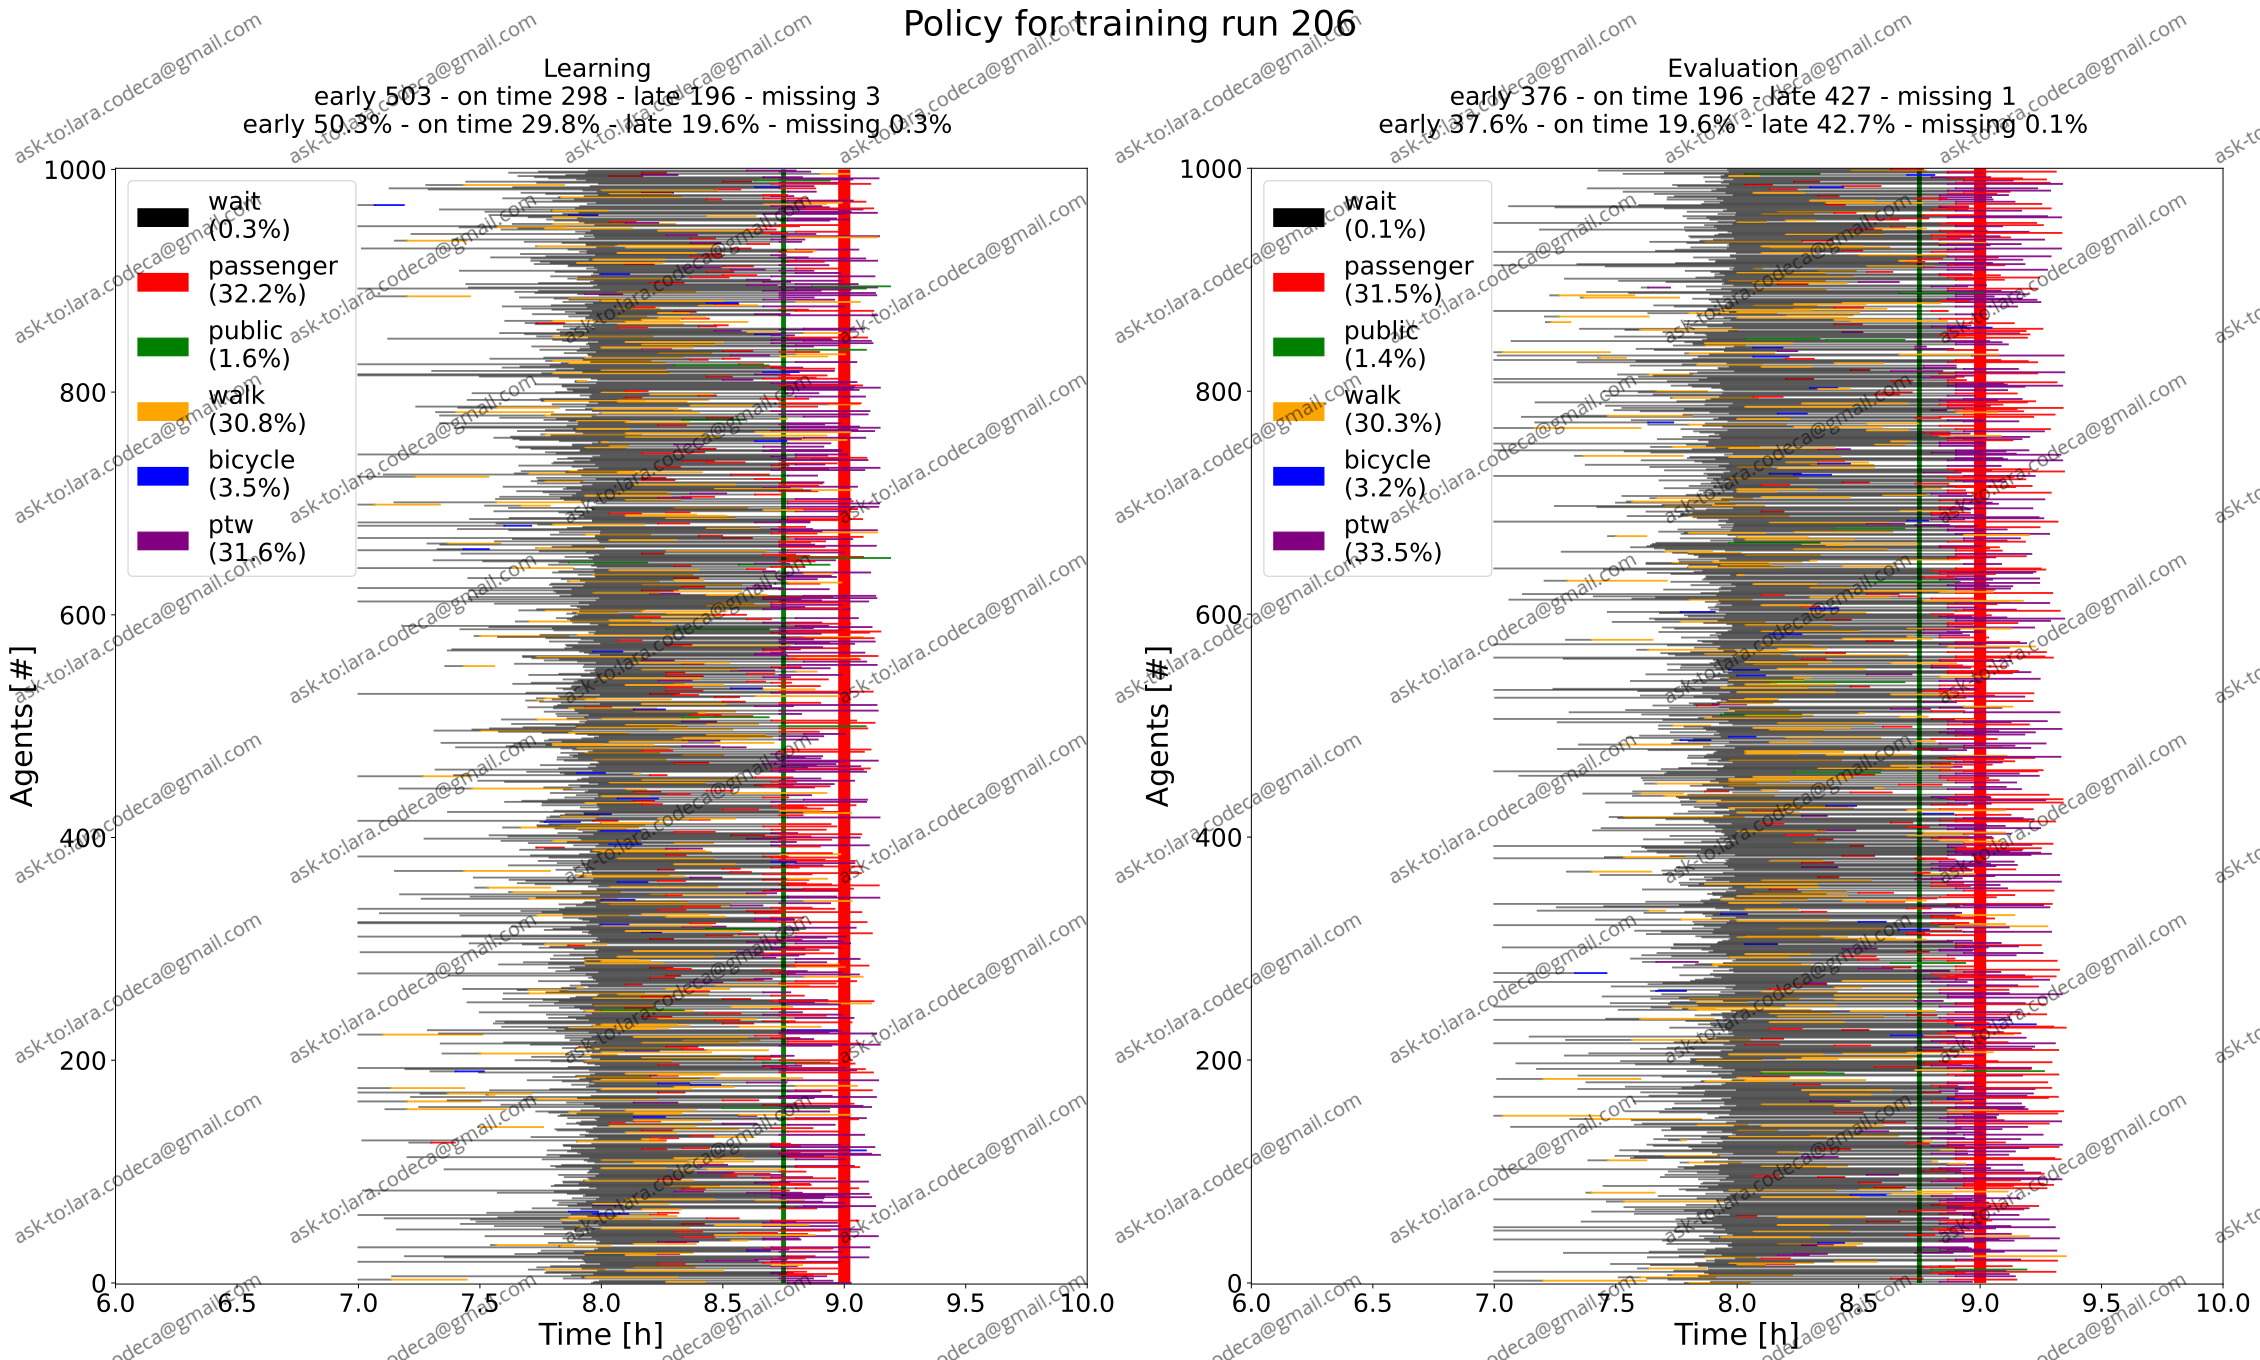 Policy for training run 206
Learning
early 503 - on time 298 - late 196 - missing 3
early 50.3% - on time 29.8% - late 19.6% - missing 0.3%
1000
800
600
400
200
0
Agents [#]
wait
(0.3%)
passenger
(32.2%)
public
(1.6%)
walk
(30.8%)
bicycle
(3.5%)
ptw
(31.6%)
6.0 6.5 7.0 7.5 8.0 8.5 9.0 9.5 10.0
Time [h]
Evaluation
early 376 - on time 196 - late 427 - missing 1
early 37.6% - on time 19.6% - late 42.7% - missing 0.1%
1000
800
600
400
200
0
Agents [#]
wait
(0.1%)
passenger
(31.5%)
public
(1.4%)
walk
(30.3%)
bicycle
(3.2%)
ptw
(33.5%)
6.0 6.5 7.0 7.5 8.0 8.5 9.0 9.5 10.0
Time [h]
ask-to:lara.codeca@gmail.com